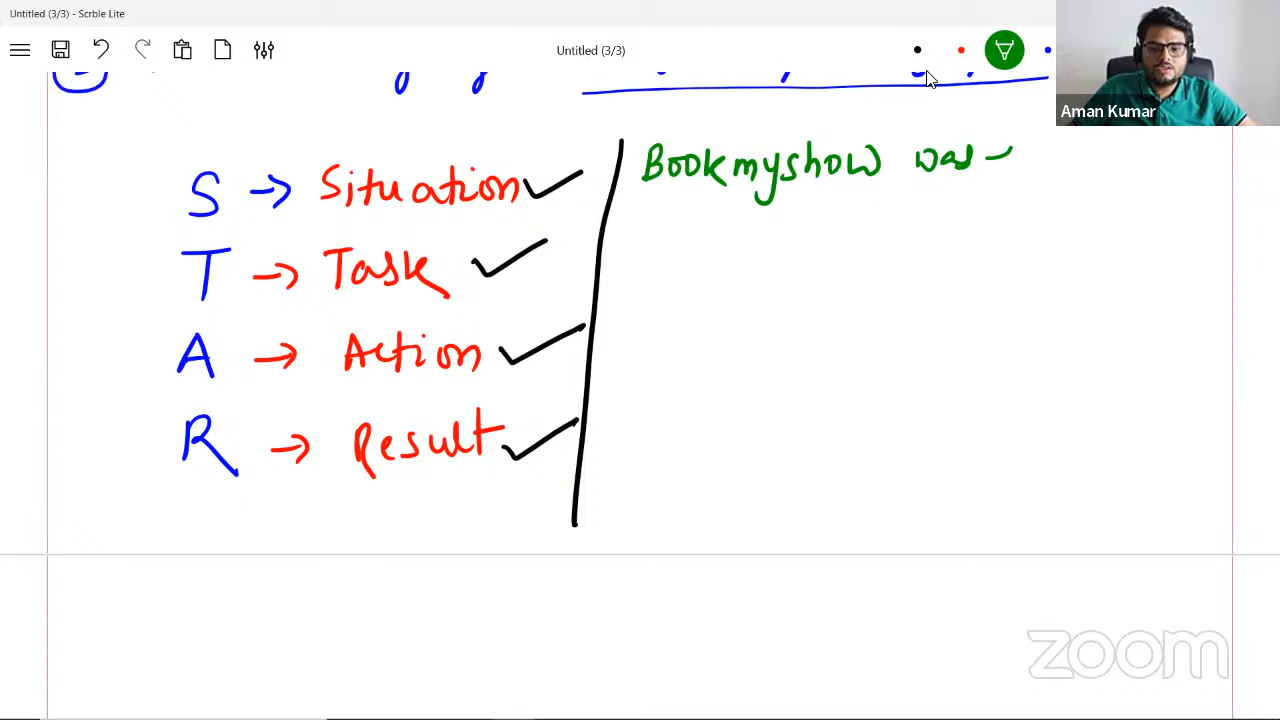 Untitled (3/3) - Scrble Lite
Untitled (3/3)
Aman Kumar
S → Situation ✓
T → Task ✓
A → Action ✓
R → Result ✓
Bookmyshow was
zoom